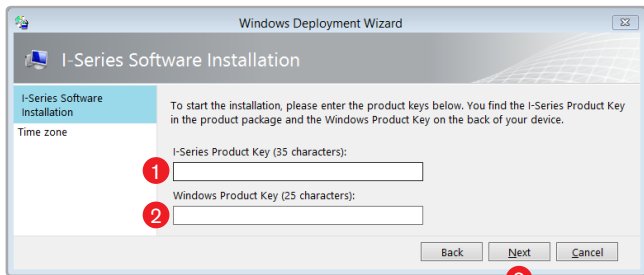 Windows Deployment Wizard
I-Series Software Installation
I-Series Software
Installation
Time zone
To start the installation, please enter the product keys below. You find the I-Series Product Key
in the product package and the Windows Product Key on the back of your device.
I-Series Product Key (35 characters):
1
Windows Product Key (25 characters):
2
Back Next Cancel